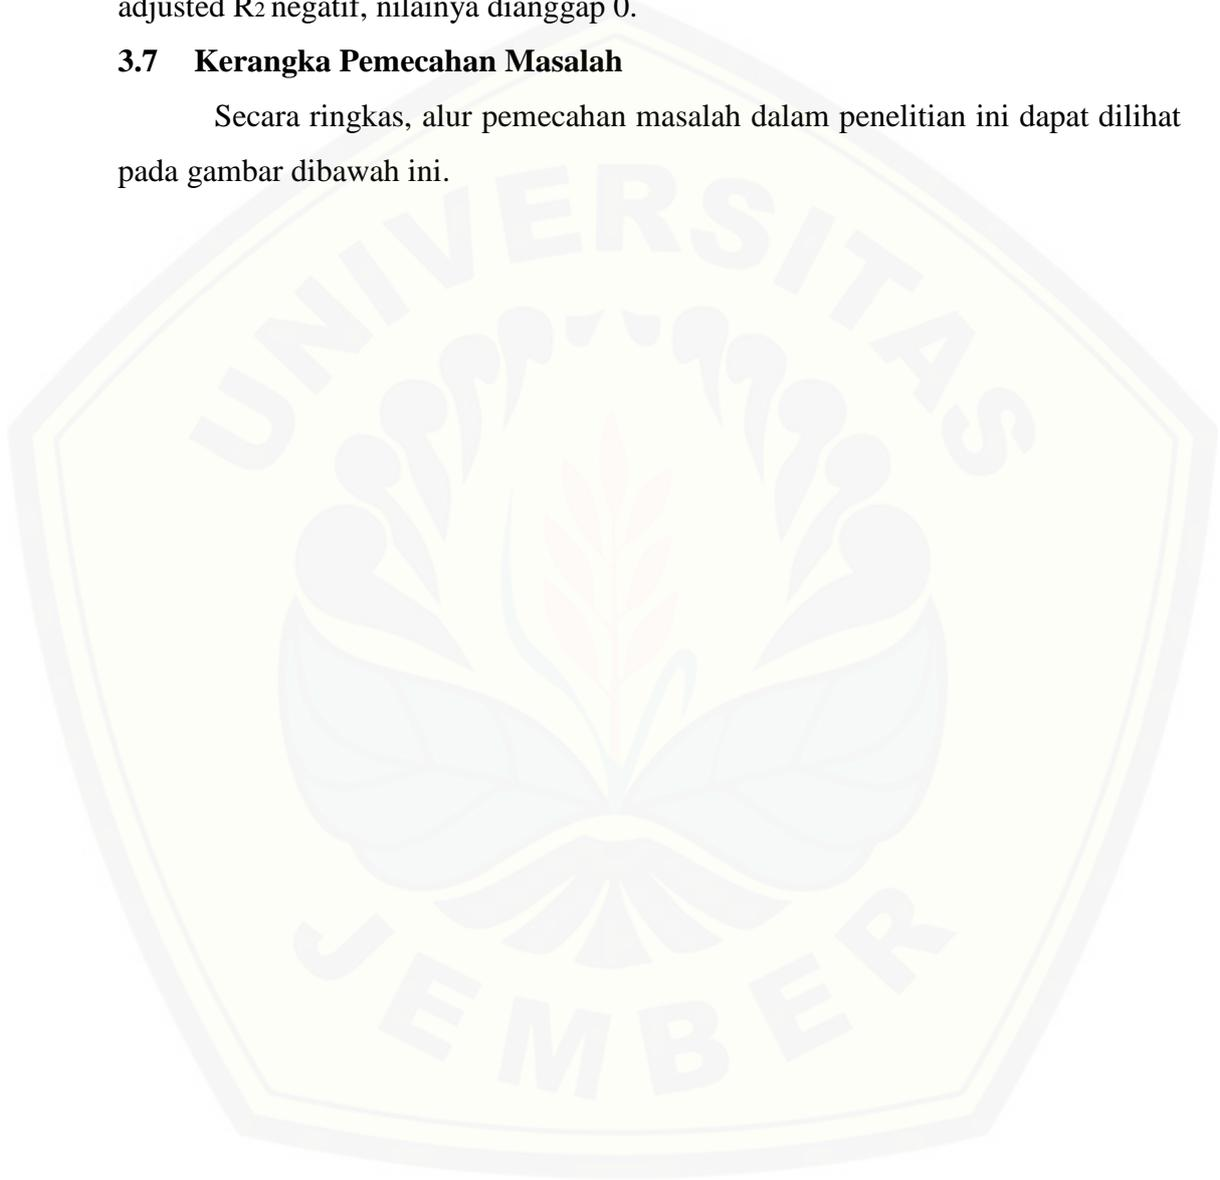 adjusted R2 negatif, nilainya dianggap 0.
3.7 Kerangka Pemecahan Masalah
Secara ringkas, alur pemecahan masalah dalam penelitian ini dapat dilihat
pada gambar dibawah ini.
UNIVERSITAS
JEMBER